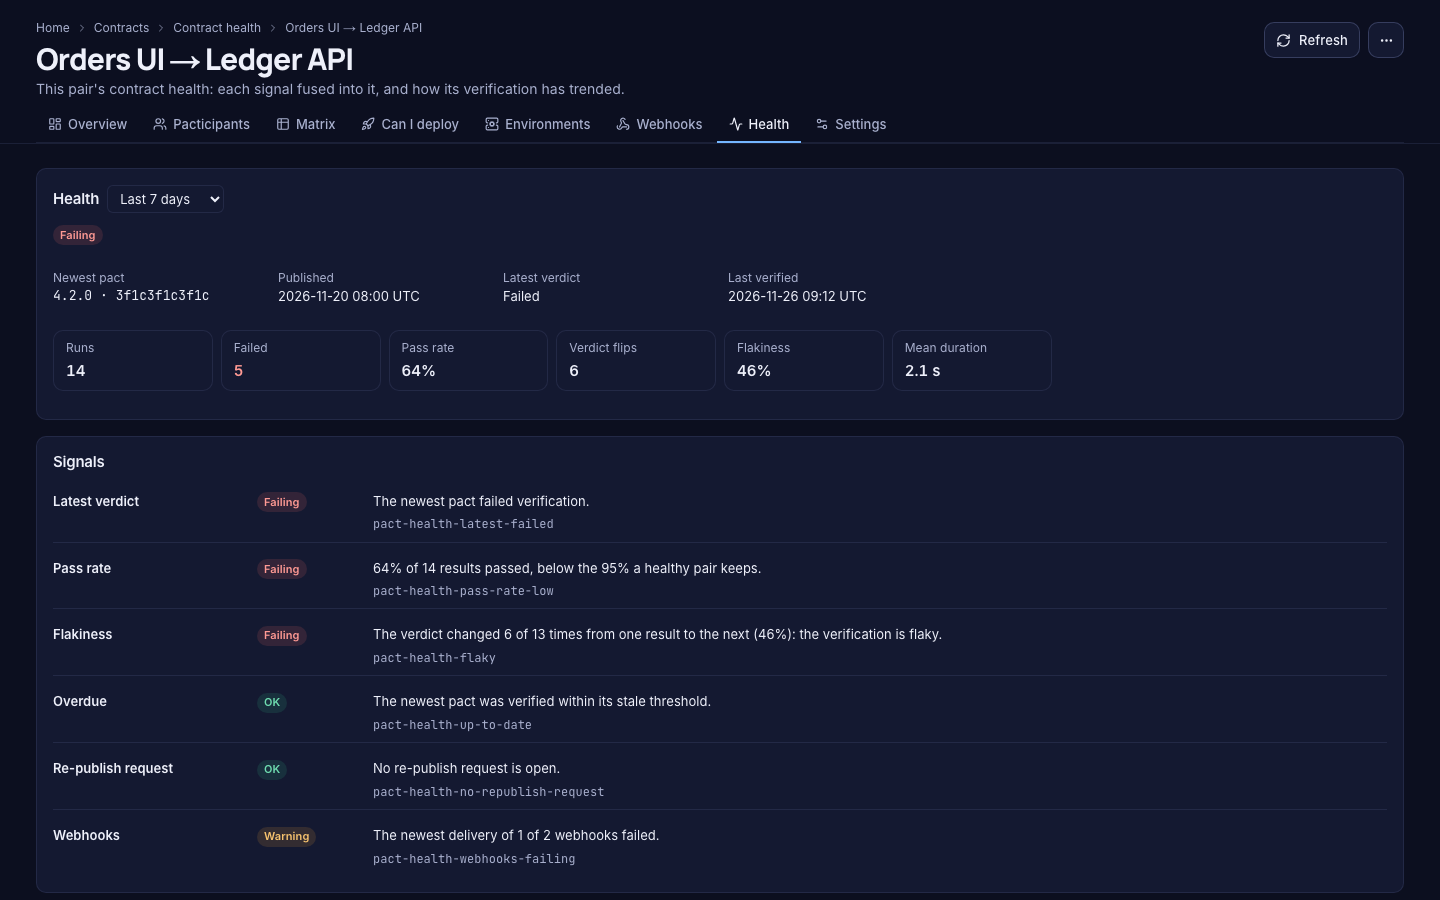 Home > Contracts > Contract health > Orders UI → Ledger API
Orders UI → Ledger API
Refresh
This pair's contract health: each signal fused into it, and how its verification has trended.
Overview Pacticipants Matrix Can I deploy Environments Webhooks Health Settings
Health Last 7 days
Failing
Newest pact Published Latest verdict Last verified
4.2.0 · 3f1c3f1c3f1c 2026-11-20 08:00 UTC Failed 2026-11-26 09:12 UTC
Runs Failed Pass rate Verdict flips Flakiness Mean duration
14 5 64% 6 46% 2.1 s
Signals
Latest verdict Failing The newest pact failed verification.
pact-health-latest-failed
Pass rate Failing 64% of 14 results passed, below the 95% a healthy pair keeps.
pact-health-pass-rate-low
Flakiness Failing The verdict changed 6 of 13 times from one result to the next (46%): the verification is flaky.
pact-health-flaky
Overdue OK The newest pact was verified within its stale threshold.
pact-health-up-to-date
Re-publish request OK No re-publish request is open.
pact-health-no-republish-request
Webhooks Warning The newest delivery of 1 of 2 webhooks failed.
pact-health-webhooks-failing